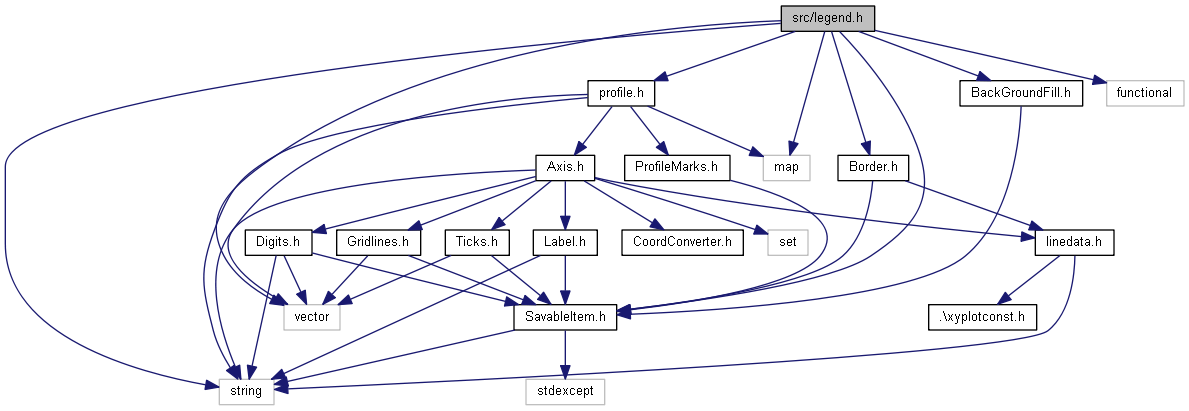 src/legend.h
profile.h
BackGroundFill.h
functional
Axis.h
ProfileMarks.h
map
Border.h
Digits.h
Gridlines.h
Ticks.h
Label.h
CoordConverter.h
set
linedata.h
vector
SavableItem.h
.\xyplotconst.h
string
stdexcept